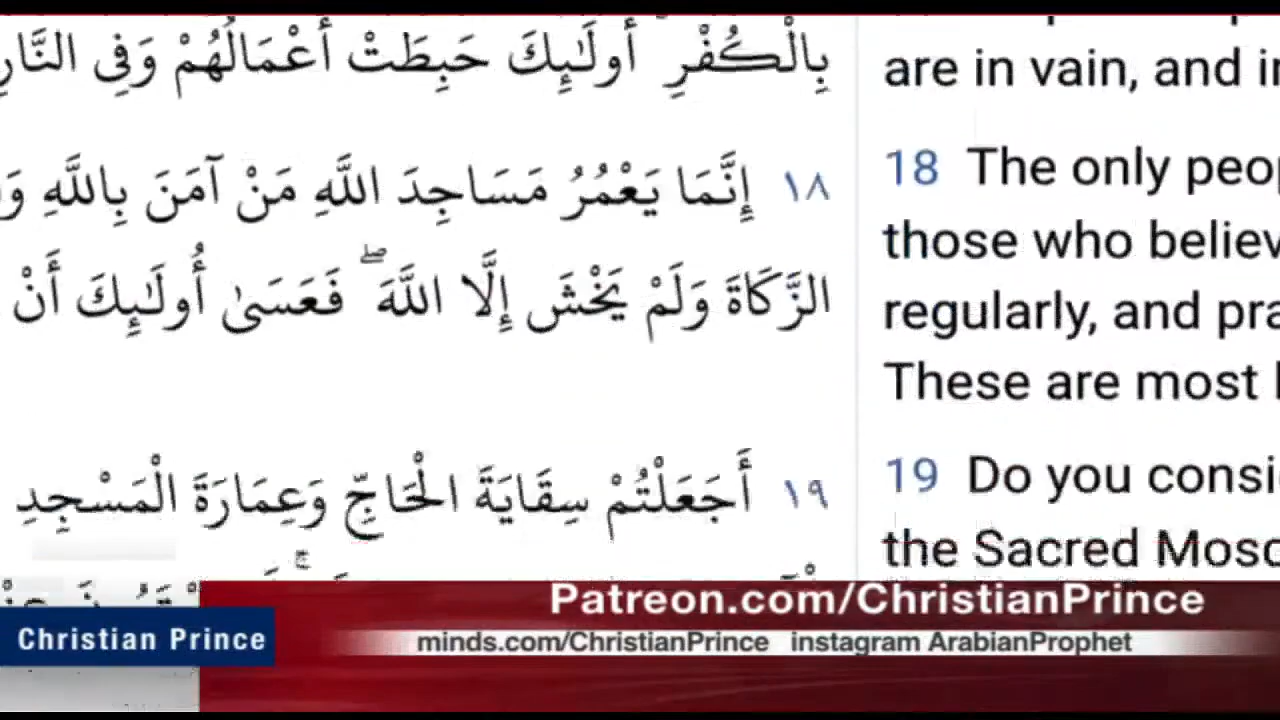 بِالْكُفْرِ أُولَٰئِكَ حَبِطَتْ أَعْمَالُهُمْ وَفِي النَّارِ
١٨ إِنَّمَا يَعْمُرُ مَسَاجِدَ اللَّهِ مَنْ آمَنَ بِاللَّهِ
الزَّكَاةَ وَلَمْ يَخْشَ إِلَّا اللَّهَ ۖ فَعَسَىٰ أُولَٰئِكَ أَنْ
١٩ أَجَعَلْتُمْ سِقَايَةَ الْحَاجِّ وَعِمَارَةَ الْمَسْجِدِ
are in vain, and in
18 The only peop
those who believ
regularly, and pra
These are most
19 Do you consi
the Sacred Mosq
Patreon.com/ChristianPrince
Christian Prince
minds.com/ChristianPrince instagram ArabianProphet